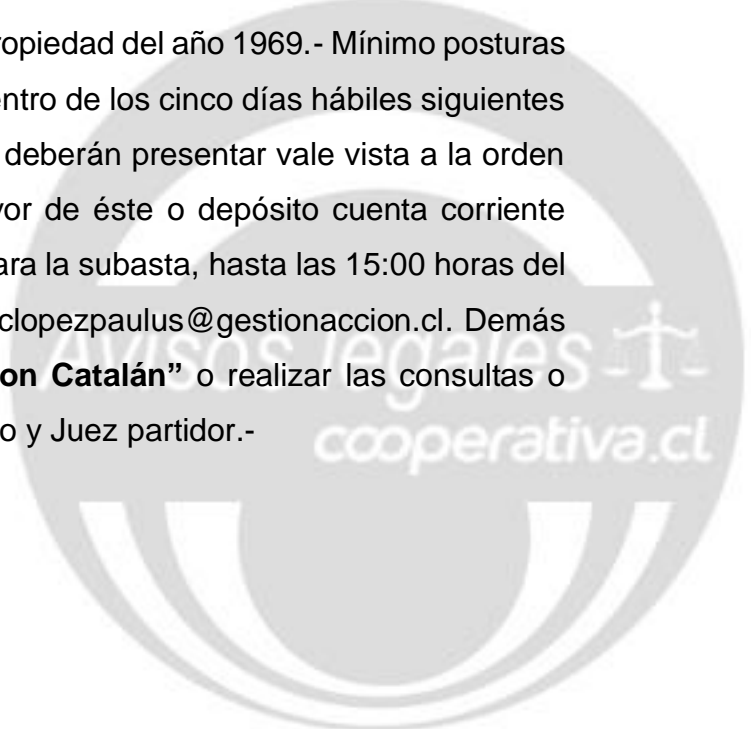 ropiedad del año 1969.- Mínimo posturas
entro de los cinco días hábiles siguientes
deberán presentar vale vista a la orden
vor de éste o depósito cuenta corriente
ara la subasta, hasta las 15:00 horas del
clopezpaulus@gestionaccion.cl. Demás
Avisos legales
on Catalán” o realizar las consultas o
o y Juez partidor.-
cooperativa.cl